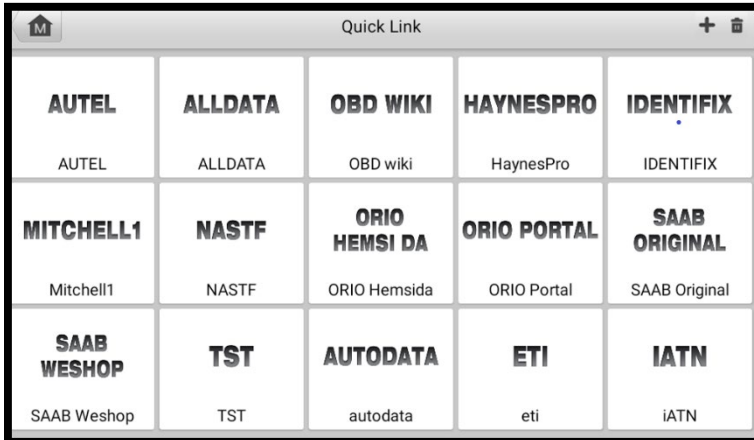 M
Quick Link
AUTEL
AUTEL
ALLDATA
ALLDATA
OBD WIKI
OBD wiki
HAYNESPRO
HaynesPro
IDENTIFIX
IDENTIFIX
MITCHELL1
Mitchell1
NASTF
NASTF
ORIO
HEMSI DA
ORIO Hemsida
ORIO PORTAL
ORIO Portal
SAAB
ORIGINAL
SAAB Original
SAAB
WESHOP
SAAB Weshop
TST
TST
AUTODATA
autodata
ETI
eti
IATN
iATN